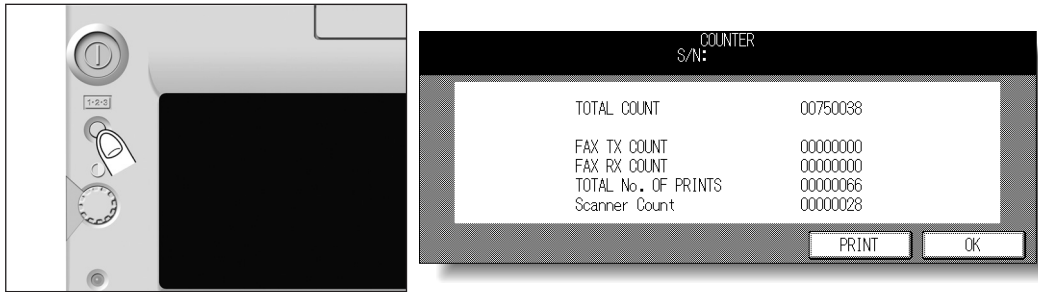 1·2·3
COUNTER
S/N:
TOTAL COUNT 00750038
FAX TX COUNT 00000000
FAX RX COUNT 00000000
TOTAL No. OF PRINTS 00000066
Scanner Count 00000028
PRINT OK